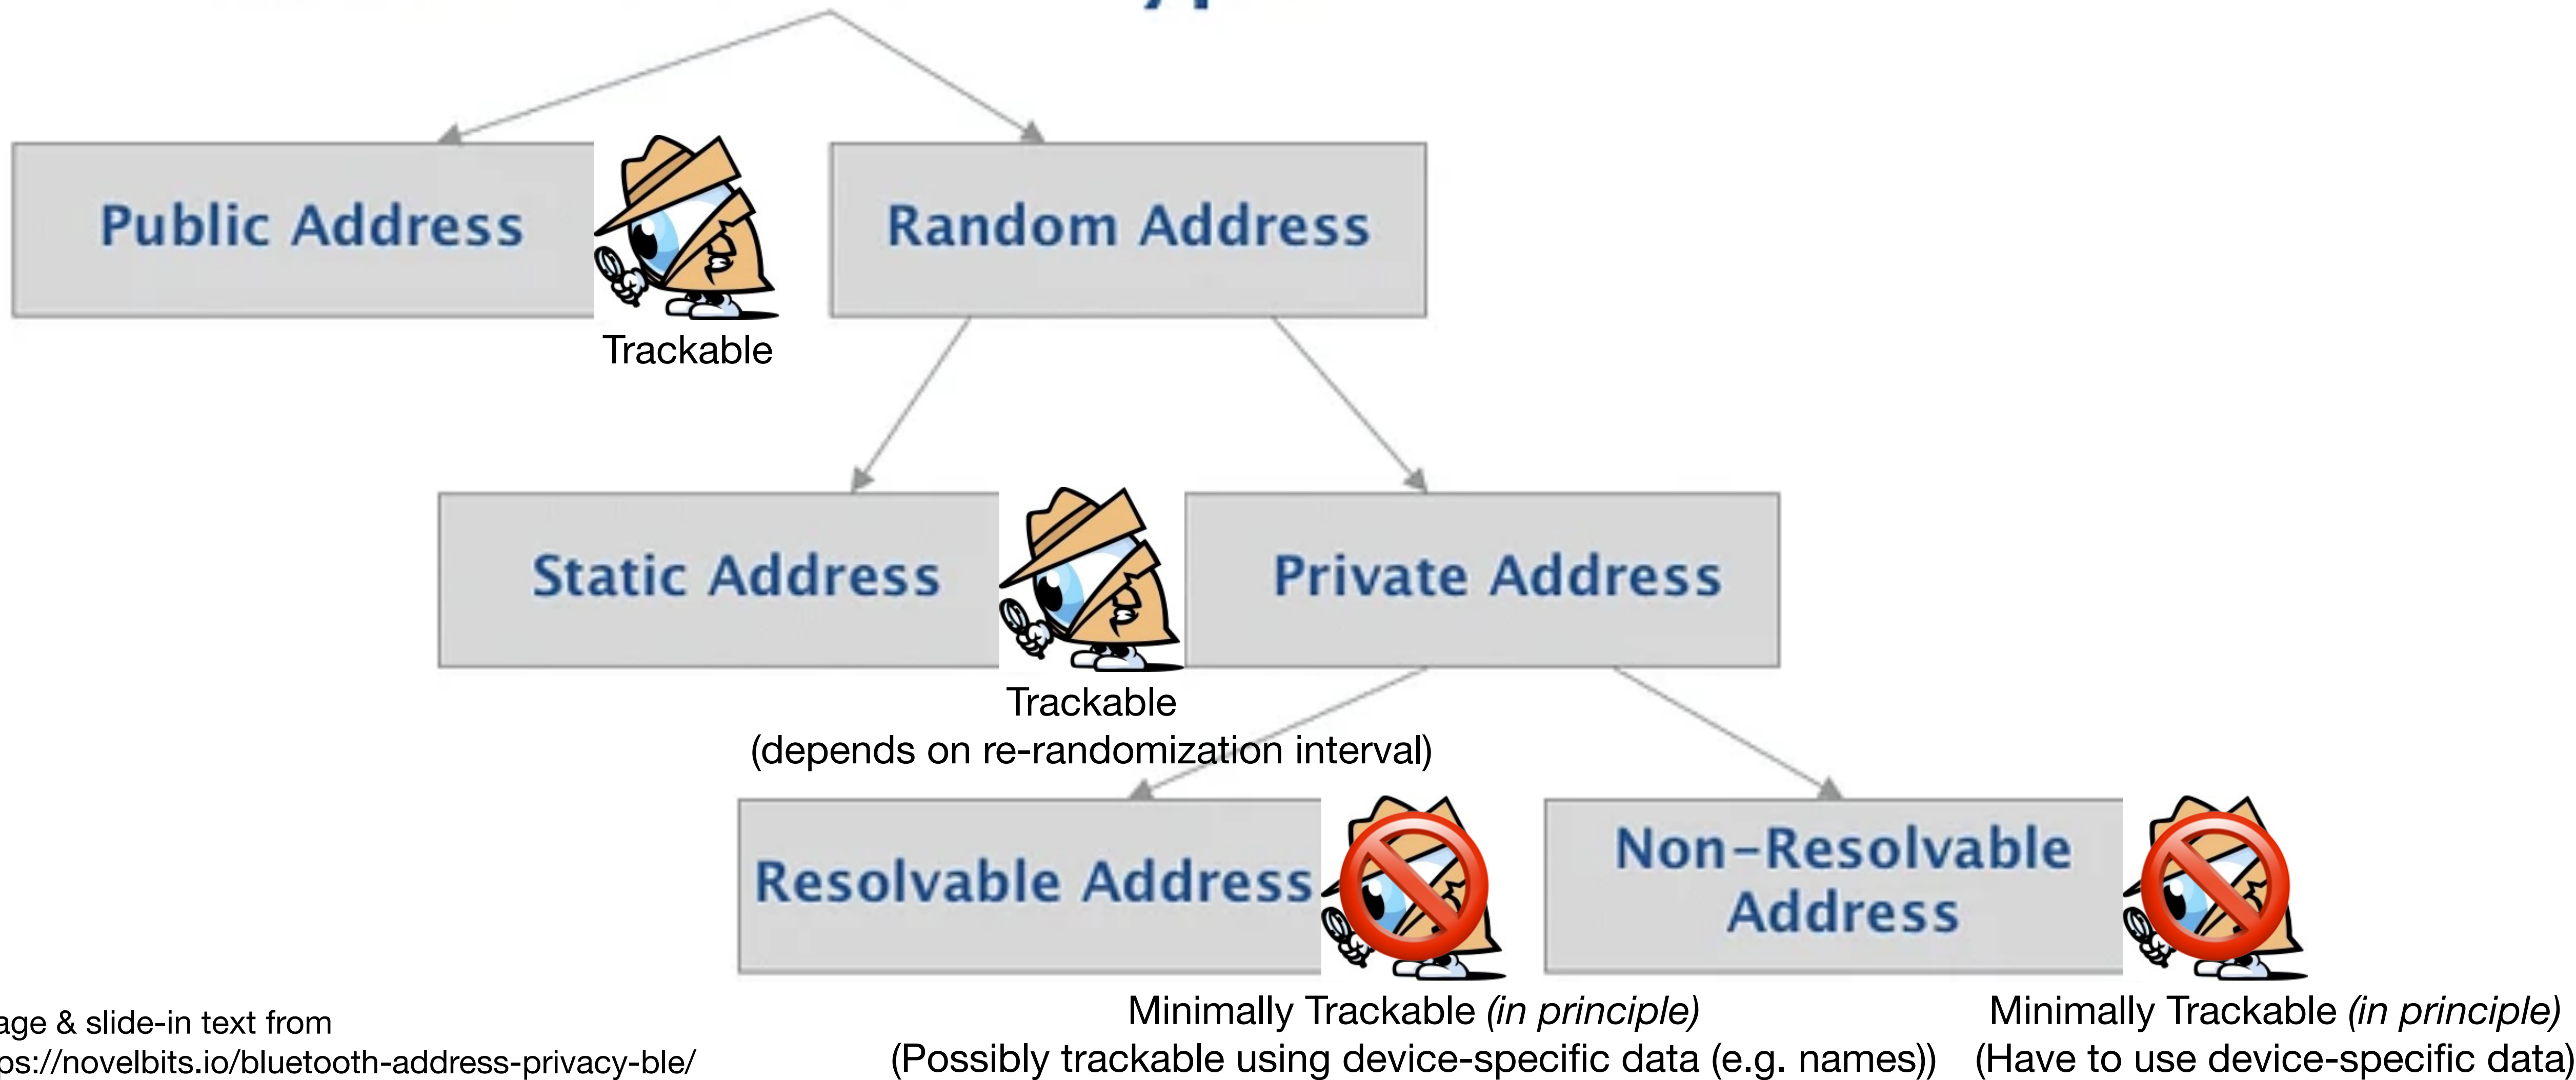 Public Address
Random Address
Trackable
Static Address
Private Address
Trackable
(depends on re-randomization interval)
Resolvable Address
Non-Resolvable
Address
Minimally Trackable (in principle)
(Possibly trackable using device-specific data (e.g. names))
Minimally Trackable (in principle)
(Have to use device-specific data)
age & slide-in text from
ps://novelbits.io/bluetooth-address-privacy-ble/